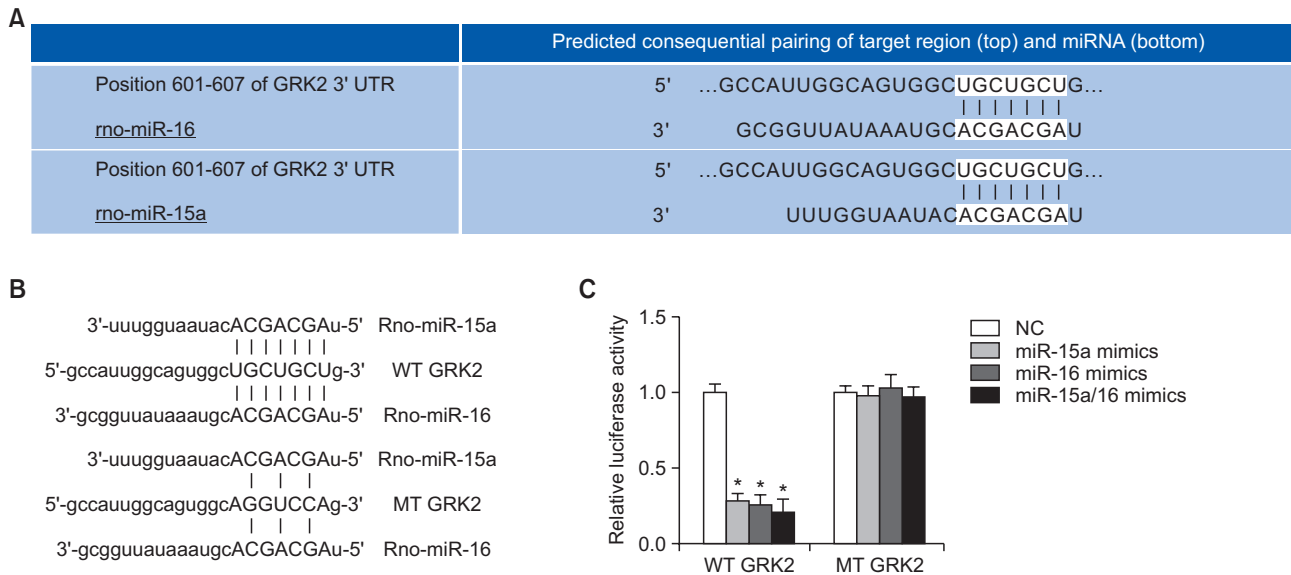 A
Predicted consequential pairing of target region (top) and miRNA (bottom)
Position 601-607 of GRK2 3' UTR 5' ...GCCAUUGGCAGUGGCUGCUGCUG...
rno-miR-16 3' GCGGUUAUAAAUGCACGACGAU
Position 601-607 of GRK2 3' UTR 5' ...GCCAUUGGCAGUGGCUGCUGCUG...
rno-miR-15a 3' UUUGGUAAUACACGACGAU
B
3'-uuugguaauacACGACGAu-5' Rno-miR-15a
5'-gccauuggcaguggcUGCUGCUg-3' WT GRK2
3'-gcgguuauaaaugcACGACGAu-5' Rno-miR-16
3'-uuugguaauacACGACGAu-5' Rno-miR-15a
5'-gccauuggcaguggcAGGUCCAg-3' MT GRK2
3'-gcgguuauaaaugcACGACGAu-5' Rno-miR-16
C
Relative luciferase activity
1.5
1.0
0.5
0.0
* * *
WT GRK2 MT GRK2
NC
miR-15a mimics
miR-16 mimics
miR-15a/16 mimics